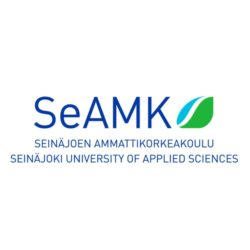 SeAMK
SEINÄJOEN AMMATTIKORKEAKOULU
SEINÄJOKI UNIVERSITY OF APPLIED SCIENCES